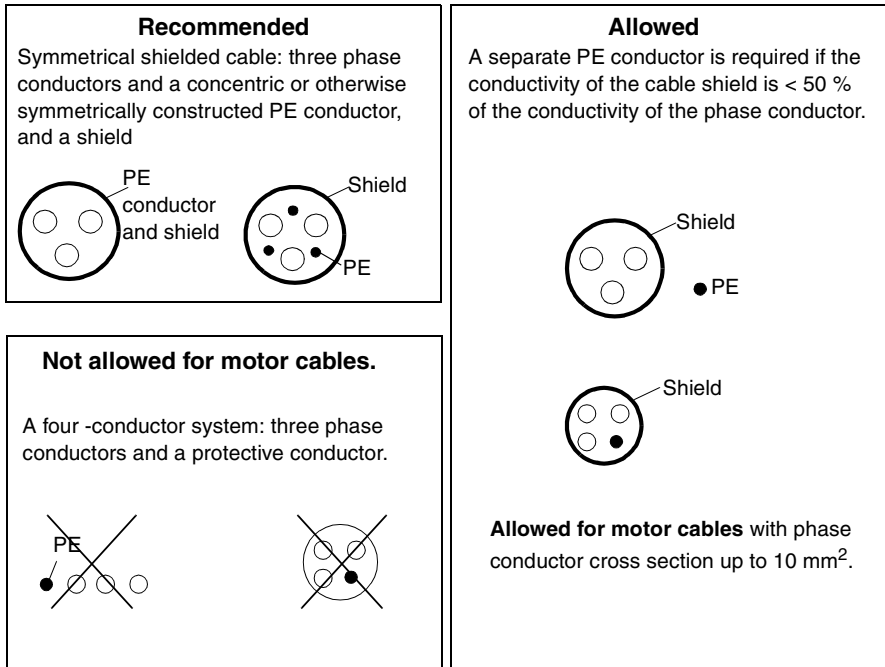 Recommended
Symmetrical shielded cable: three phase
conductors and a concentric or otherwise
symmetrically constructed PE conductor,
and a shield
PE
conductor
and shield
Shield
PE
Not allowed for motor cables.
A four -conductor system: three phase
conductors and a protective conductor.
PE
Allowed
A separate PE conductor is required if the
conductivity of the cable shield is < 50 %
of the conductivity of the phase conductor.
Shield
PE
Shield
Allowed for motor cables with phase
conductor cross section up to 10 mm².